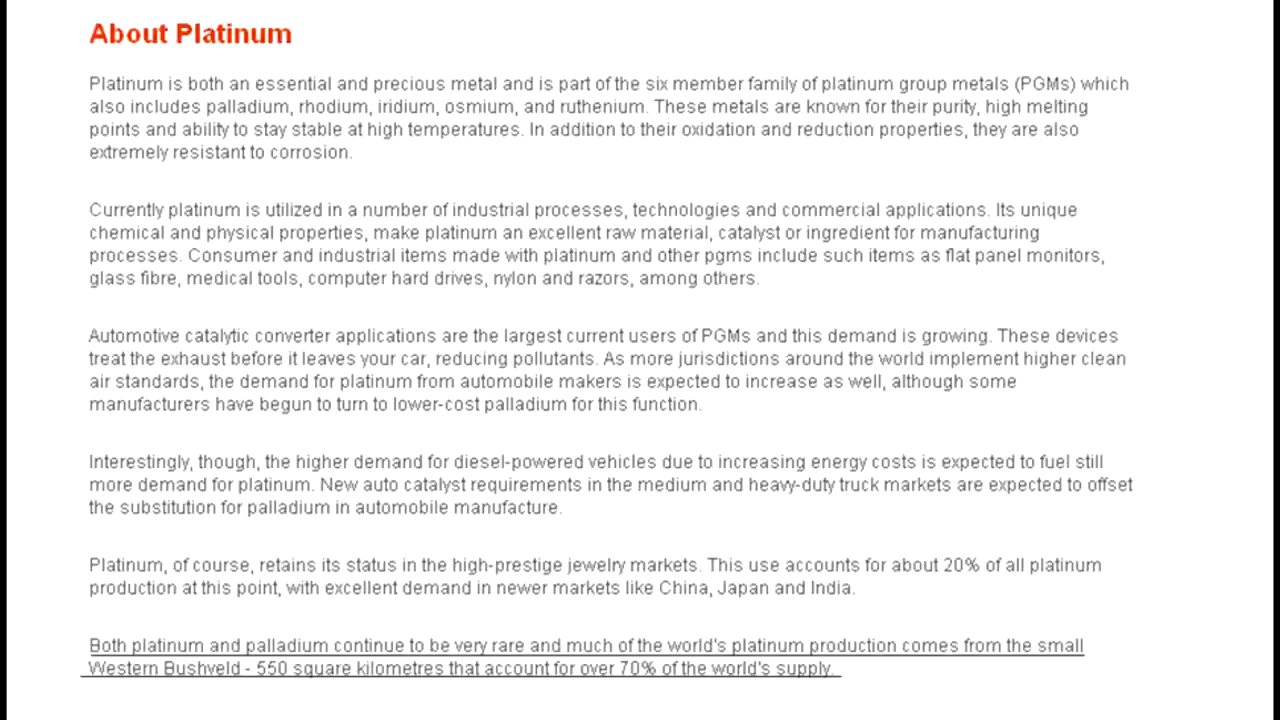 About Platinum
Platinum is both an essential and precious metal and is part of the six member family of platinum group metals (PGMs) which
also includes palladium, rhodium, iridium, osmium, and ruthenium. These metals are known for their purity, high melting
points and ability to stay stable at high temperatures. In addition to their oxidation and reduction properties, they are also
extremely resistant to corrosion.
Currently platinum is utilized in a number of industrial processes, technologies and commercial applications. Its unique
chemical and physical properties, make platinum an excellent raw material, catalyst or ingredient for manufacturing
processes. Consumer and industrial items made with platinum and other pgms include such items as flat panel monitors,
glass fibre, medical tools, computer hard drives, nylon and razors, among others.
Automotive catalytic converter applications are the largest current users of PGMs and this demand is growing. These devices
treat the exhaust before it leaves your car, reducing pollutants. As more jurisdictions around the world implement higher clean
air standards, the demand for platinum from automobile makers is expected to increase as well, although some
manufacturers have begun to turn to lower-cost palladium for this function.
Interestingly, though, the higher demand for diesel-powered vehicles due to increasing energy costs is expected to fuel still
more demand for platinum. New auto catalyst requirements in the medium and heavy-duty truck markets are expected to offset
the substitution for palladium in automobile manufacture.
Platinum, of course, retains its status in the high-prestige jewelry markets. This use accounts for about 20% of all platinum
production at this point, with excellent demand in newer markets like China, Japan and India.
Both platinum and palladium continue to be very rare and much of the world's platinum production comes from the small
Western Bushveld - 550 square kilometres that account for over 70% of the world's supply.